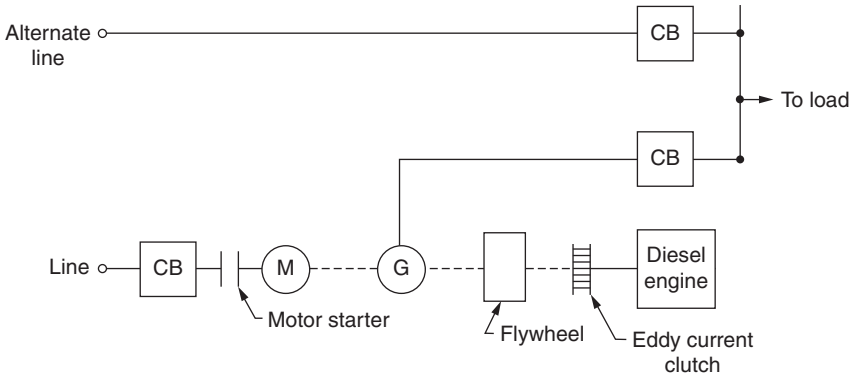 Alternate
line
CB
To load
CB
Line
CB
M
G
Diesel
engine
Motor starter
Flywheel
Eddy current
clutch